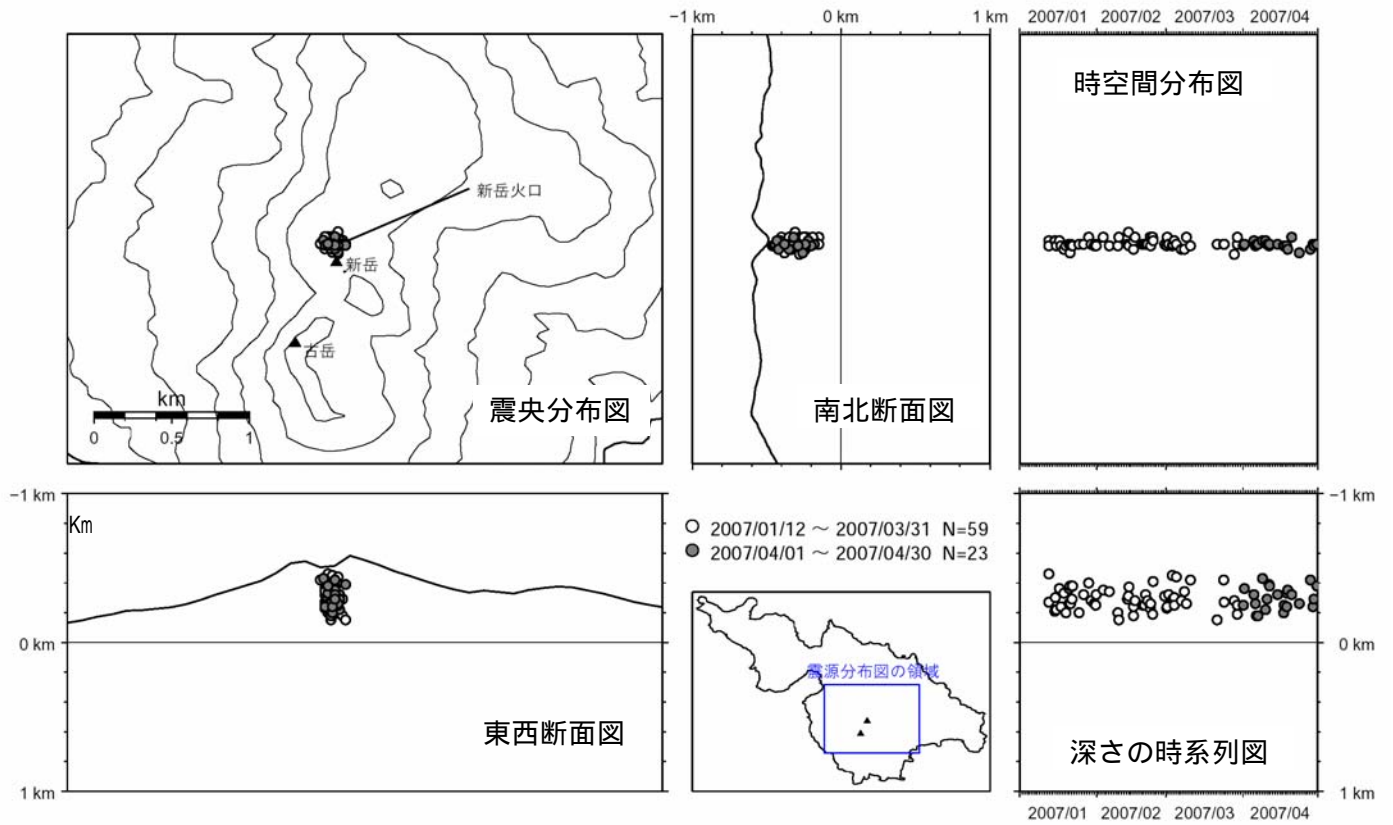 −1 km 0 km 1 km
2007/01 2007/02 2007/03 2007/04
時空間分布図
新岳火口
新岳
古岳
km
0 0.5 1
震央分布図
南北断面図
−1 km
Km
0 km
1 km
東西断面図
2007/01/12 ～ 2007/03/31 N=59
2007/04/01 ～ 2007/04/30 N=23
震源分布図の領域
−1 km
0 km
1 km
深さの時系列図
2007/01 2007/02 2007/03 2007/04